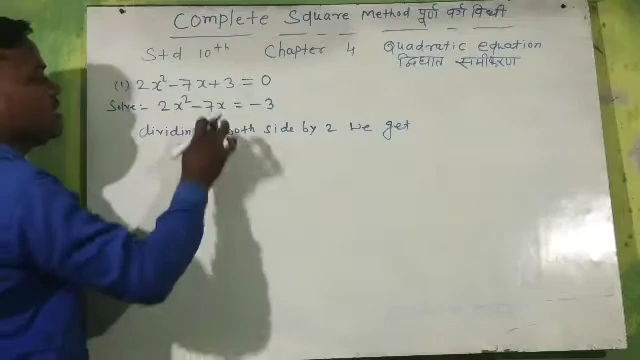 Complete Square Method पूर्ण वर्ग विधी
Std 10th Chapter 4 Quadratic equation
द्विघात समीकरण
(1) 2x² - 7x + 3 = 0
Solve:- 2x² - 7x = -3
dividing both side by 2 we get